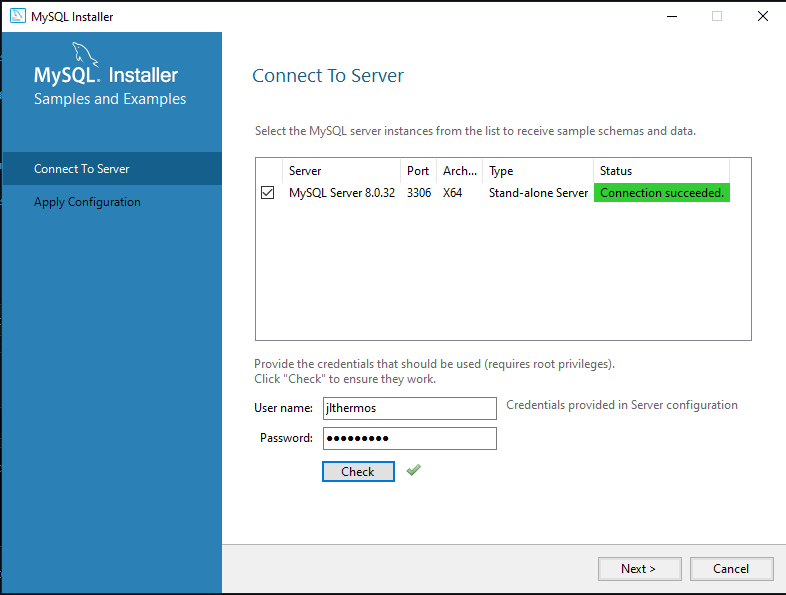 MySQL Installer
MySQL. Installer
Samples and Examples
Connect To Server
Apply Configuration
Connect To Server
Select the MySQL server instances from the list to receive sample schemas and data.
Server Port Arch... Type Status
MySQL Server 8.0.32 3306 X64 Stand-alone Server Connection succeeded.
Provide the credentials that should be used (requires root privileges).
Click "Check" to ensure they work.
User name: jlthermos Credentials provided in Server configuration
Password: ●●●●●●●●●
Check
Next > Cancel